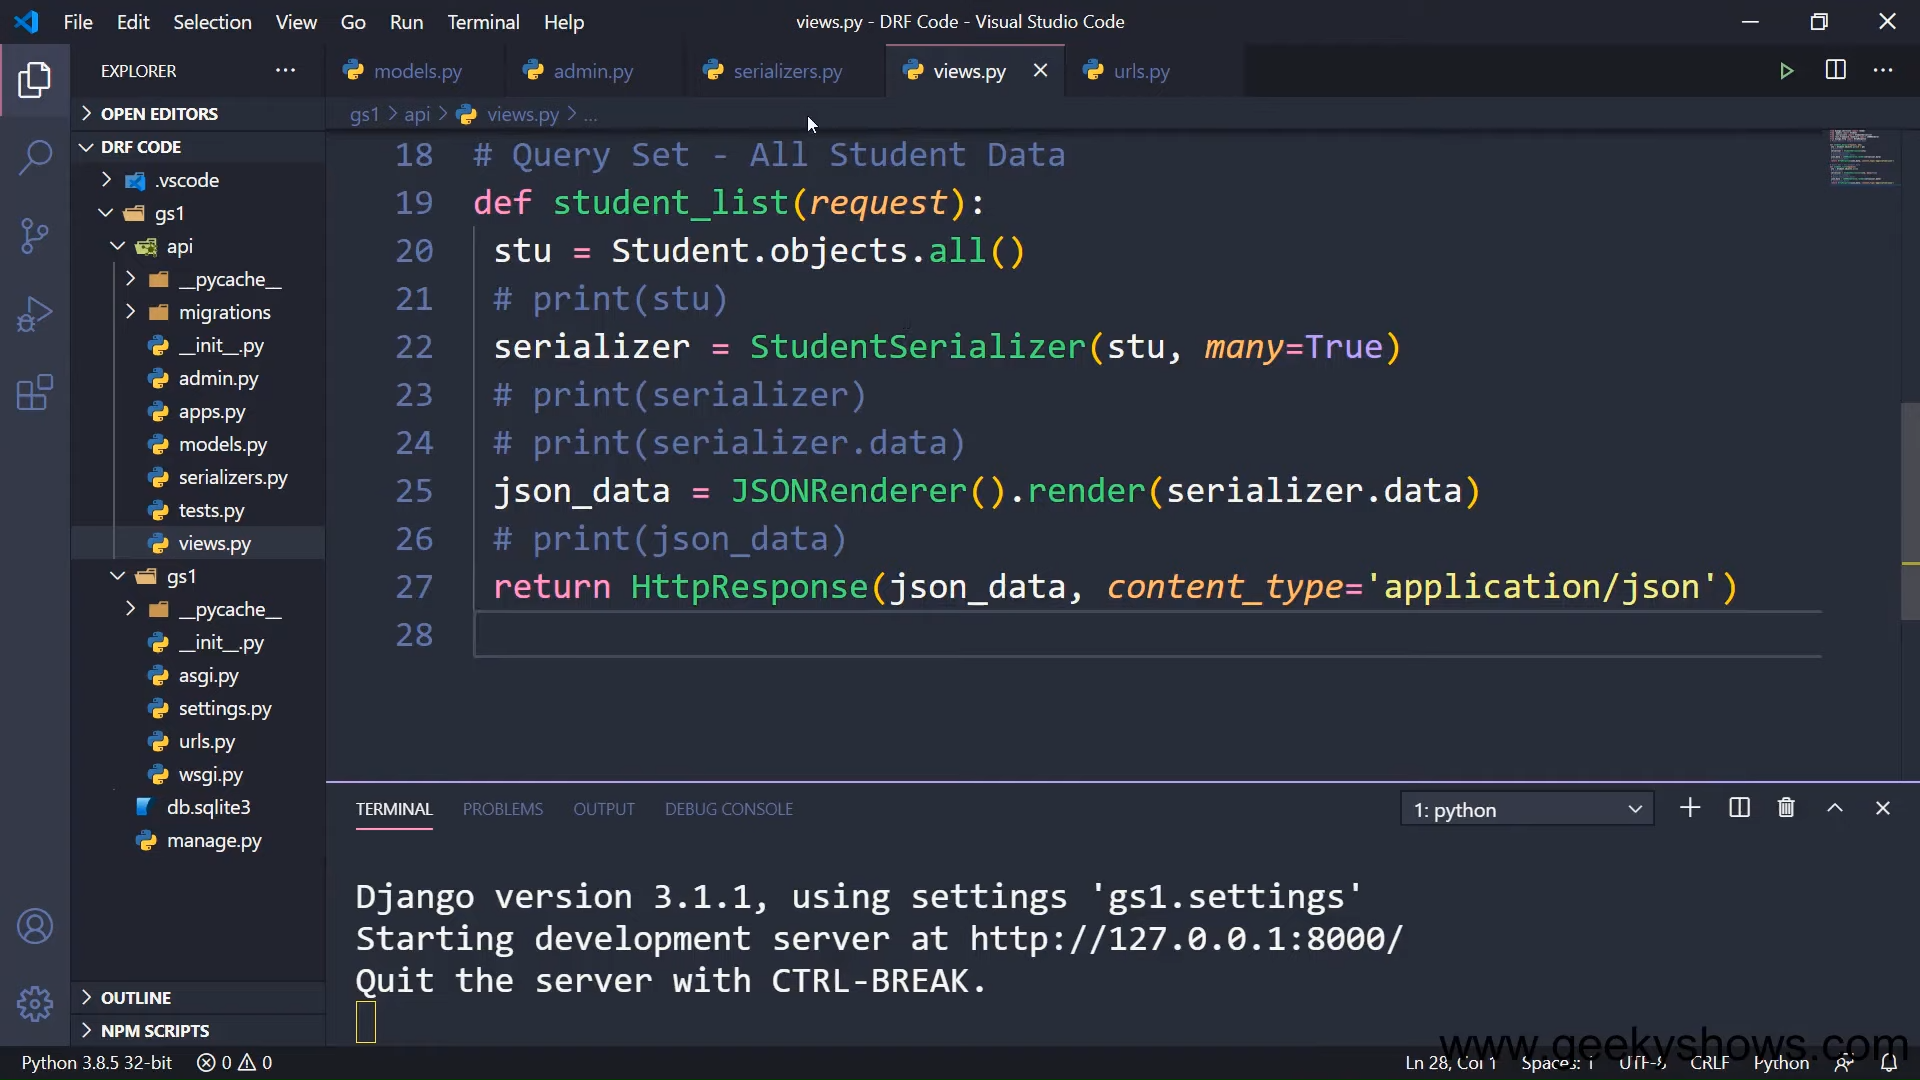 File Edit Selection View Go Run Terminal Help
views.py - DRF Code - Visual Studio Code
EXPLORER
models.py
admin.py
serializers.py
views.py
urls.py
OPEN EDITORS
DRF CODE
.vscode
gs1
api
__pycache__
migrations
__init__.py
admin.py
apps.py
models.py
serializers.py
tests.py
views.py
gs1
__pycache__
__init__.py
asgi.py
settings.py
urls.py
wsgi.py
db.sqlite3
manage.py
OUTLINE
NPM SCRIPTS
gs1 > api > views.py > ...
18 # Query Set - All Student Data
19 def student_list(request):
20 stu = Student.objects.all()
21 # print(stu)
22 serializer = StudentSerializer(stu, many=True)
23 # print(serializer)
24 # print(serializer.data)
25 json_data = JSONRenderer().render(serializer.data)
26 # print(json_data)
27 return HttpResponse(json_data, content_type='application/json')
28
TERMINAL PROBLEMS OUTPUT DEBUG CONSOLE
1: python
Django version 3.1.1, using settings 'gs1.settings'
Starting development server at http://127.0.0.1:8000/
Quit the server with CTRL-BREAK.
www.geekyshows.com
Python 3.8.5 32-bit 0 0
Ln 28, Col 1 Spaces: 1 UTF-8 CRLF Python